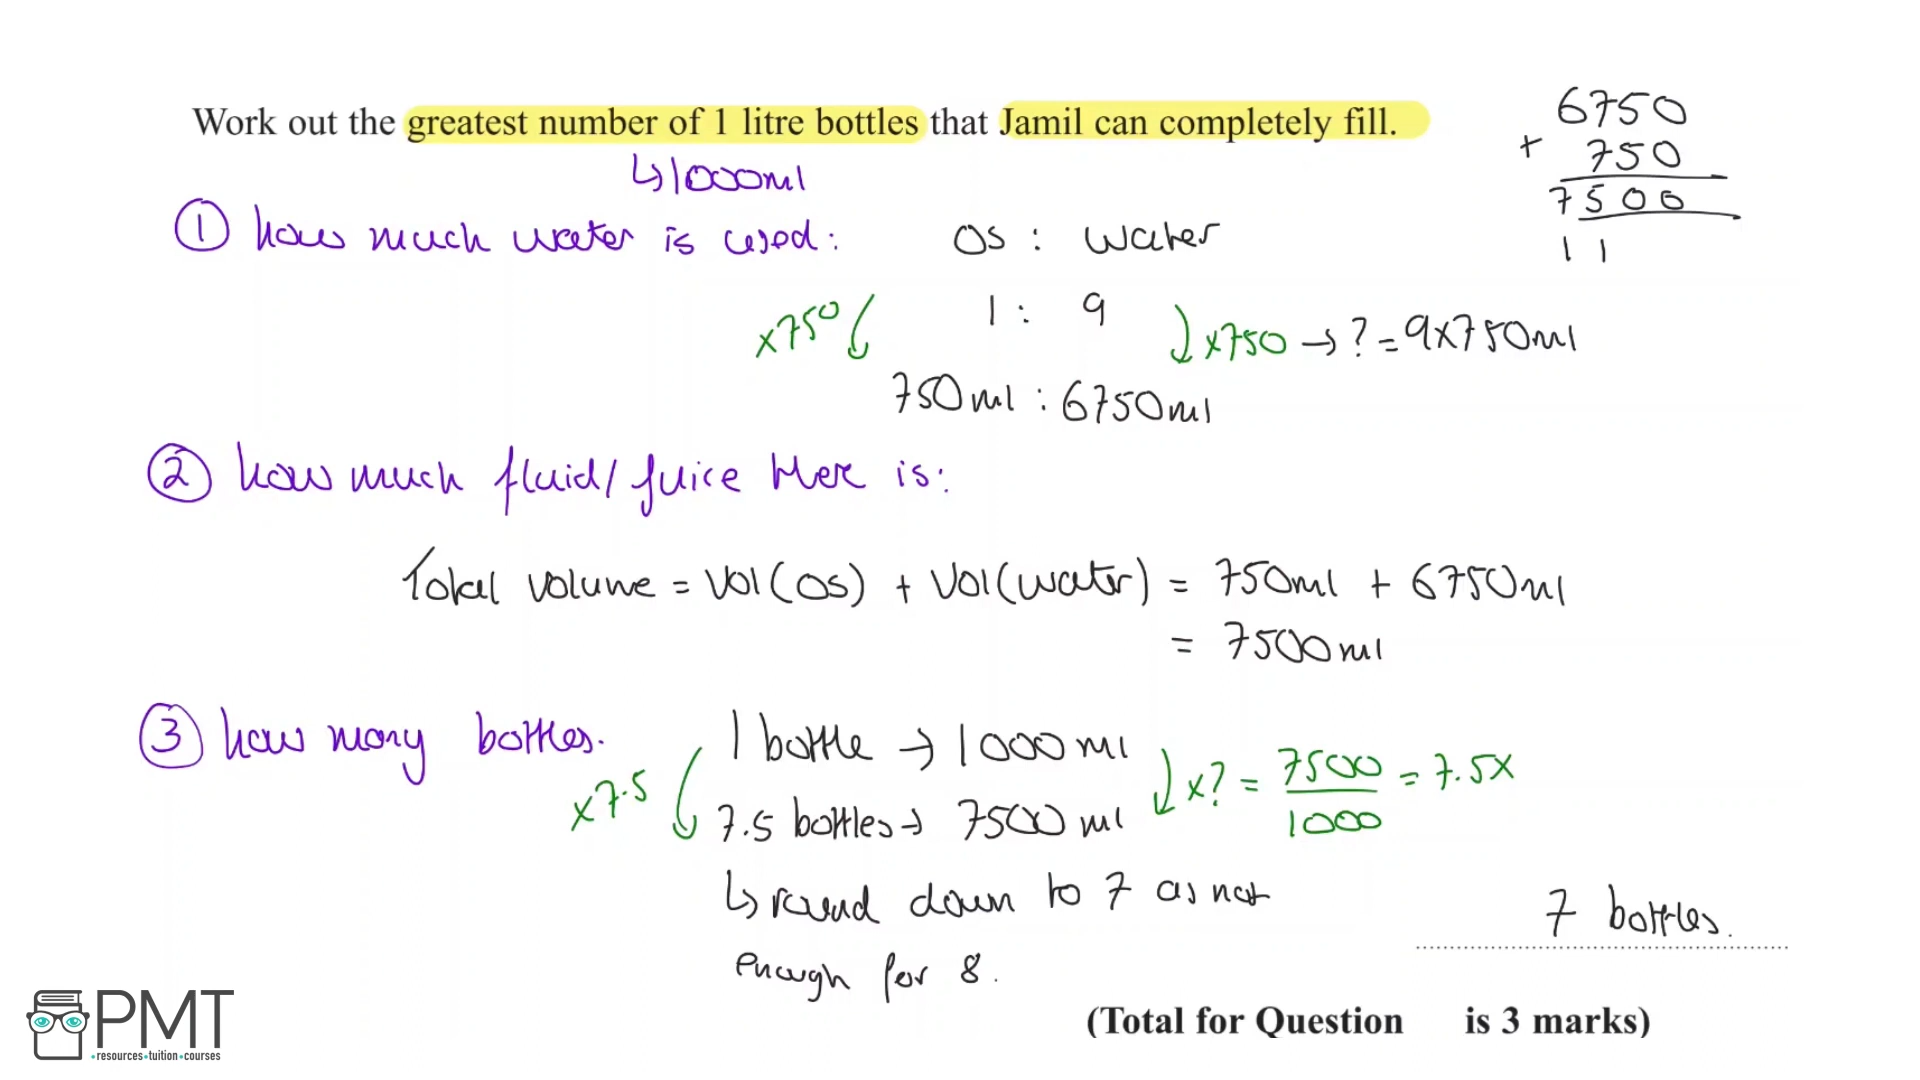 Work out the greatest number of 1 litre bottles that Jamil can completely fill.
↳1000ml
6750
+ 750
7500
1 1
① how much water is used:
OS : water
1 : 9
x750
x750 → ? = 9x750ml
750ml : 6750ml
② how much fluid/juice there is:
Total volume = Vol(OS) + Vol(water) = 750ml + 6750ml
= 7500ml
③ how many bottles.
1 bottle → 1000ml
x7.5
x? = 7500/1000 = 7.5x
7.5 bottles → 7500ml
↳ round down to 7 as not
enough for 8.
7 bottles.
(Total for Question is 3 marks)
PMT
•resources•tuition•courses